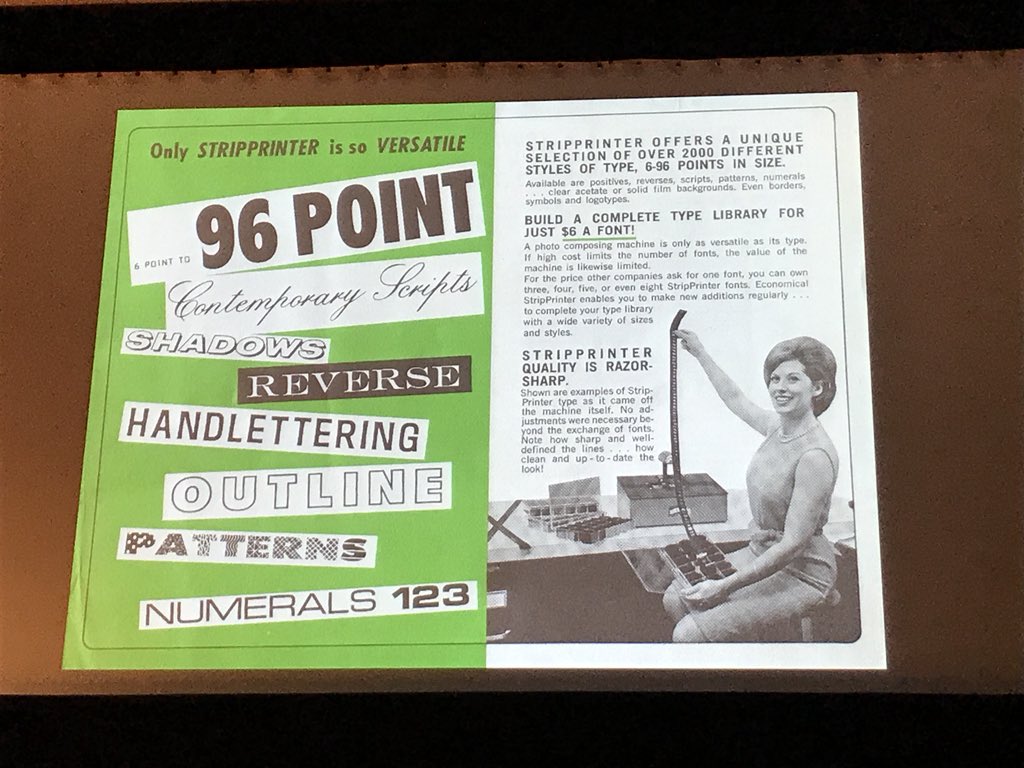 Only STRIPPRINTER is so VERSATILE
6 POINT TO 96 POINT
Contemporary Scripts
SHADOWS
REVERSE
HANDLETTERING
OUTLINE
PATTERNS
NUMERALS 123
STRIPPRINTER OFFERS A UNIQUE
SELECTION OF OVER 2000 DIFFERENT
STYLES OF TYPE, 6-96 POINTS IN SIZE.
Available are positives, reverses, scripts, patterns, numerals
. . . clear acetate or solid film backgrounds. Even borders,
symbols and logotypes.
BUILD A COMPLETE TYPE LIBRARY FOR
JUST $6 A FONT!
A photo composing machine is only as versatile as its type.
If high cost limits the number of fonts, the value of the
machine is likewise limited.
For the price other companies ask for one font, you can own
three, four, five, or even eight StripPrinter fonts. Economical
StripPrinter enables you to make new additions regularly . . .
to complete your type library
with a wide variety of sizes
and styles.
STRIPPRINTER
QUALITY IS RAZOR-
SHARP.
Shown are examples of Strip-
Printer type as it came off
the machine itself. No ad-
justments were necessary be-
yond the exchange of fonts.
Note how sharp and well-
defined the lines . . . how
clean and up-to-date the
look!